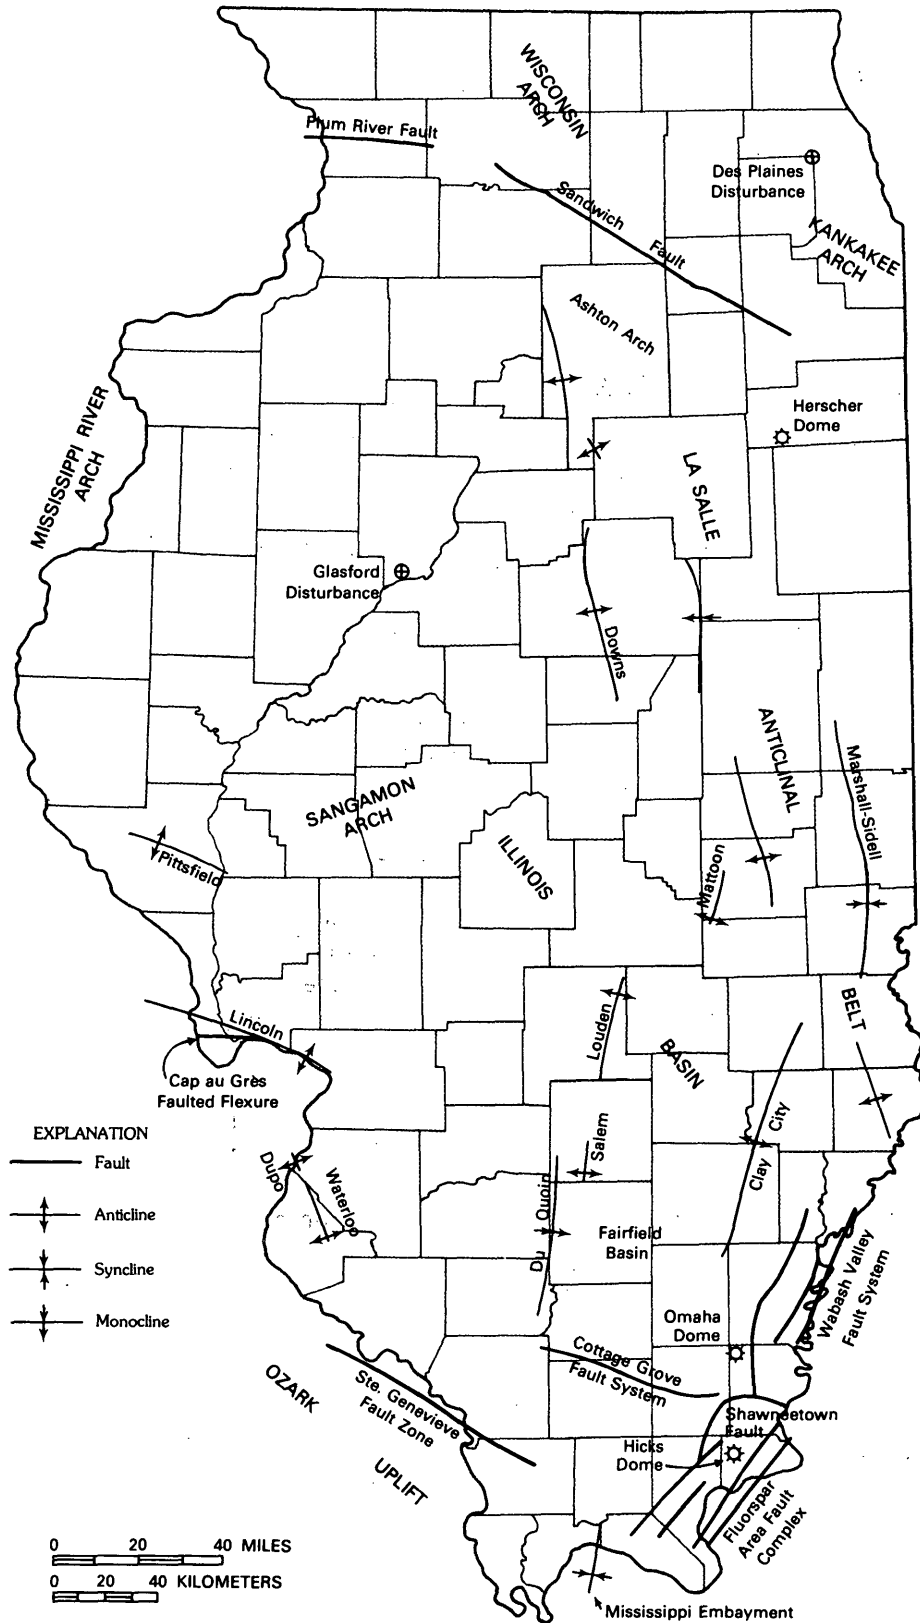 WISCONSIN
ARCH
Plum River Fault
Des Plaines
Disturbance
Sandwich
Fault
KANKAKEE
ARCH
Ashton Arch
MISSISSIPPI RIVER
ARCH
Herscher
Dome
LA SALLE
Glasford
Disturbance
Downs
ANTICLINAL
Marshall-Sidell
SANGAMON
ARCH
ILLINOIS
Pittsfield
Mattoon
BELT
Lincoln
Louden
BASIN
Cap au Grès
Faulted Flexure
EXPLANATION
Fault
Anticline
Syncline
Monocline
Dupo
Waterloo
Salem
Clay City
Du Quoin
Fairfield
Basin
Wabash Valley
Fault System
Omaha
Dome
Cottage Grove
Fault System
OZARK
UPLIFT
Ste. Genevieve
Fault Zone
Shawneetown
Fault
Hicks
Dome
Fluorspar
Area Fault
Complex
0 20 40 MILES
0 20 40 KILOMETERS
Mississippi Embayment